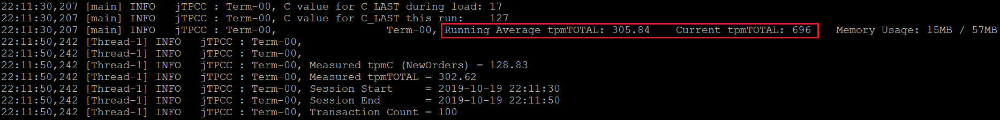 22:11:30,207 [main] INFO   jTPCC : Term-00, C value for C_LAST during load: 17
22:11:30,207 [main] INFO   jTPCC : Term-00, C value for C_LAST this run:    127
22:11:30,207 [main] INFO   jTPCC : Term-00,                  Term-00, Running Average tpmTOTAL: 305.84    Current tpmTOTAL: 696    Memory Usage: 15MB / 57MB
22:11:50,242 [Thread-1] INFO   jTPCC : Term-00,
22:11:50,242 [Thread-1] INFO   jTPCC : Term-00,
22:11:50,242 [Thread-1] INFO   jTPCC : Term-00, Measured tpmC (NewOrders) = 128.83
22:11:50,242 [Thread-1] INFO   jTPCC : Term-00, Measured tpmTOTAL = 302.62
22:11:50,242 [Thread-1] INFO   jTPCC : Term-00, Session Start     = 2019-10-19 22:11:30
22:11:50,242 [Thread-1] INFO   jTPCC : Term-00, Session End       = 2019-10-19 22:11:50
22:11:50,242 [Thread-1] INFO   jTPCC : Term-00, Transaction Count = 100